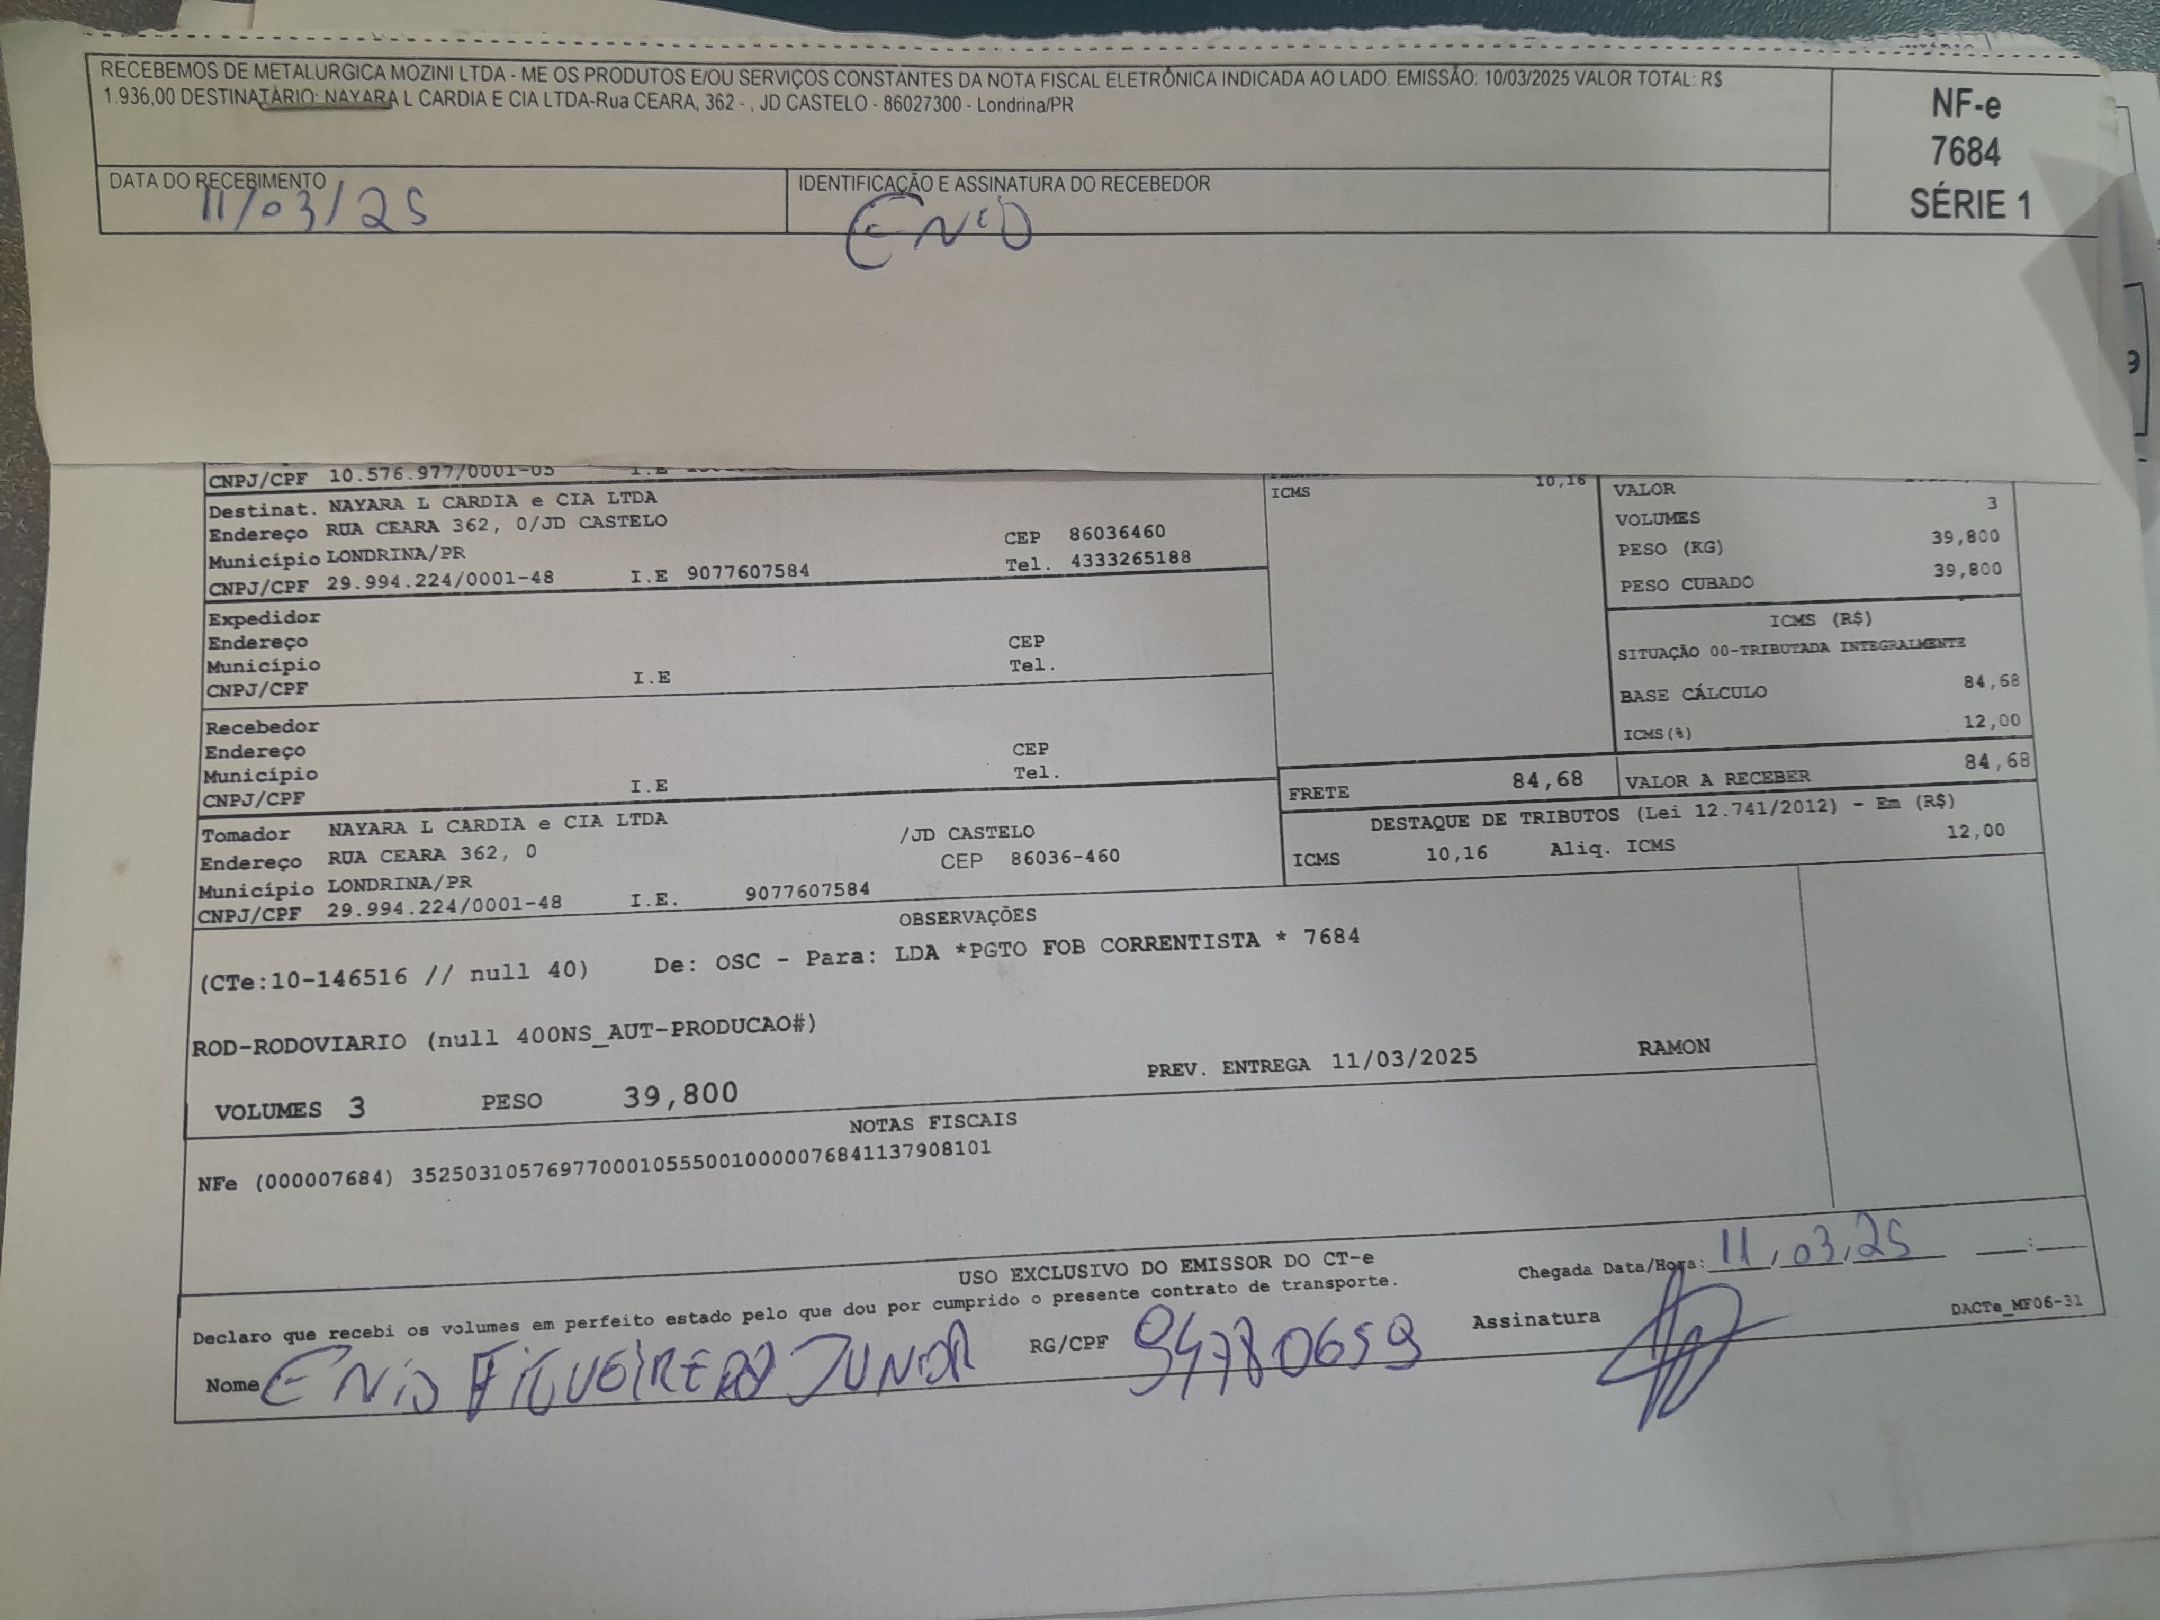 RECEBEMOS DE METALURGICA MOZINI LTDA - ME OS PRODUTOS E/OU SERVIÇOS CONSTANTES DA NOTA FISCAL ELETRÔNICA INDICADA AO LADO. EMISSÃO: 10/03/2025 VALOR TOTAL: R$
1.936,00 DESTINATÁRIO: NAYARA L CARDIA E CIA LTDA-Rua CEARA, 362 - , JD CASTELO - 86027300 - Londrina/PR
NF-e
7684
SÉRIE 1
DATA DO RECEBIMENTO
11/03/25
IDENTIFICAÇÃO E ASSINATURA DO RECEBEDOR
ENIO
CNPJ/CPF 10.576.977/0001-05 I.E
Destinat. NAYARA L CARDIA e CIA LTDA
Endereço RUA CEARA 362, 0/JD CASTELO CEP 86036460
Município LONDRINA/PR Tel. 4333265188
CNPJ/CPF 29.994.224/0001-48 I.E 9077607584
Expedidor
Endereço CEP
Município Tel.
CNPJ/CPF I.E
Recebedor
Endereço CEP
Município Tel.
CNPJ/CPF I.E
Tomador NAYARA L CARDIA e CIA LTDA
Endereço RUA CEARA 362, 0 /JD CASTELO
Município LONDRINA/PR CEP 86036-460
CNPJ/CPF 29.994.224/0001-48 I.E. 9077607584
ICMS 10,16
VALOR
VOLUMES 3
PESO (KG) 39,800
PESO CUBADO 39,800
ICMS (R$)
SITUAÇÃO 00-TRIBUTADA INTEGRALMENTE
BASE CÁLCULO 84,68
ICMS(%) 12,00
FRETE 84,68 VALOR A RECEBER 84,68
DESTAQUE DE TRIBUTOS (Lei 12.741/2012) - Em (R$)
ICMS 10,16 Aliq. ICMS 12,00
OBSERVAÇÕES
(CTe:10-146516 // null 40) De: OSC - Para: LDA *PGTO FOB CORRENTISTA * 7684
ROD-RODOVIARIO (null 400NS_AUT-PRODUCAO#)
VOLUMES 3 PESO 39,800 PREV. ENTREGA 11/03/2025 RAMON
NOTAS FISCAIS
NFe (000007684) 35250310576977000105550010000076841137908101
USO EXCLUSIVO DO EMISSOR DO CT-e
Declaro que recebi os volumes em perfeito estado pelo que dou por cumprido o presente contrato de transporte.
Chegada Data/Hora: 11/03/25 __:__
Nome ENIO FIGUEIREDO JUNIOR RG/CPF 94780659 Assinatura
DACTe_MF06-31